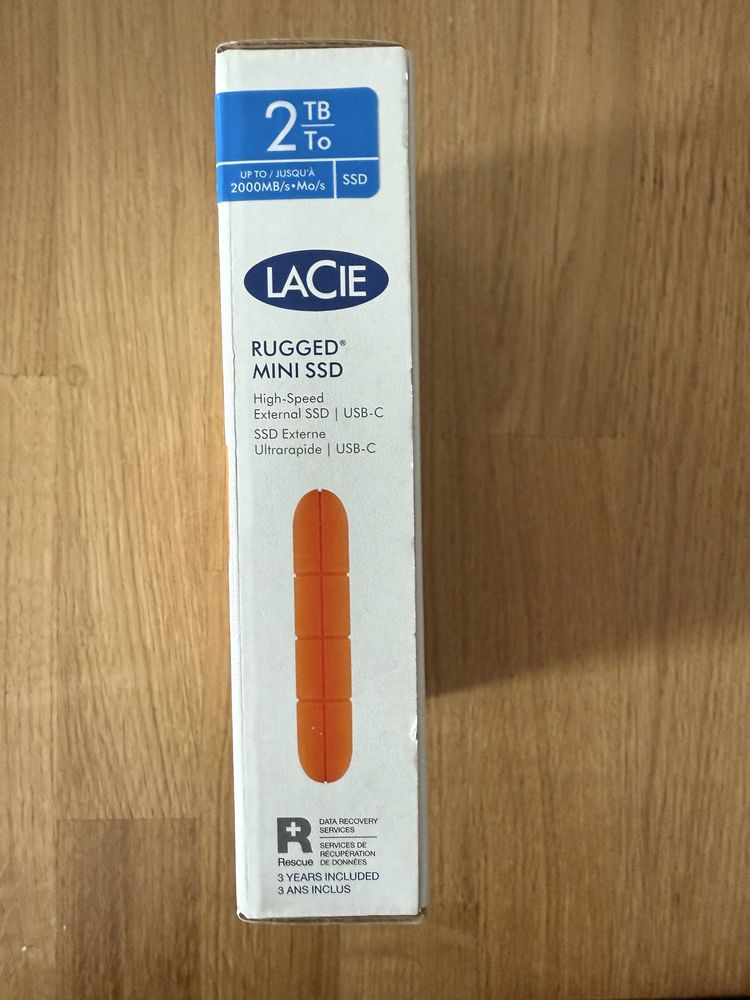 2 TB
To
UP TO / JUSQU'À
2000MB/s•Mo/s
SSD
LACIE
RUGGED®
MINI SSD
High-Speed
External SSD | USB-C
SSD Externe
Ultrarapide | USB-C
R
Rescue
DATA RECOVERY
SERVICES
SERVICES DE
RÉCUPÉRATION
DE DONNÉES
3 YEARS INCLUDED
3 ANS INCLUS